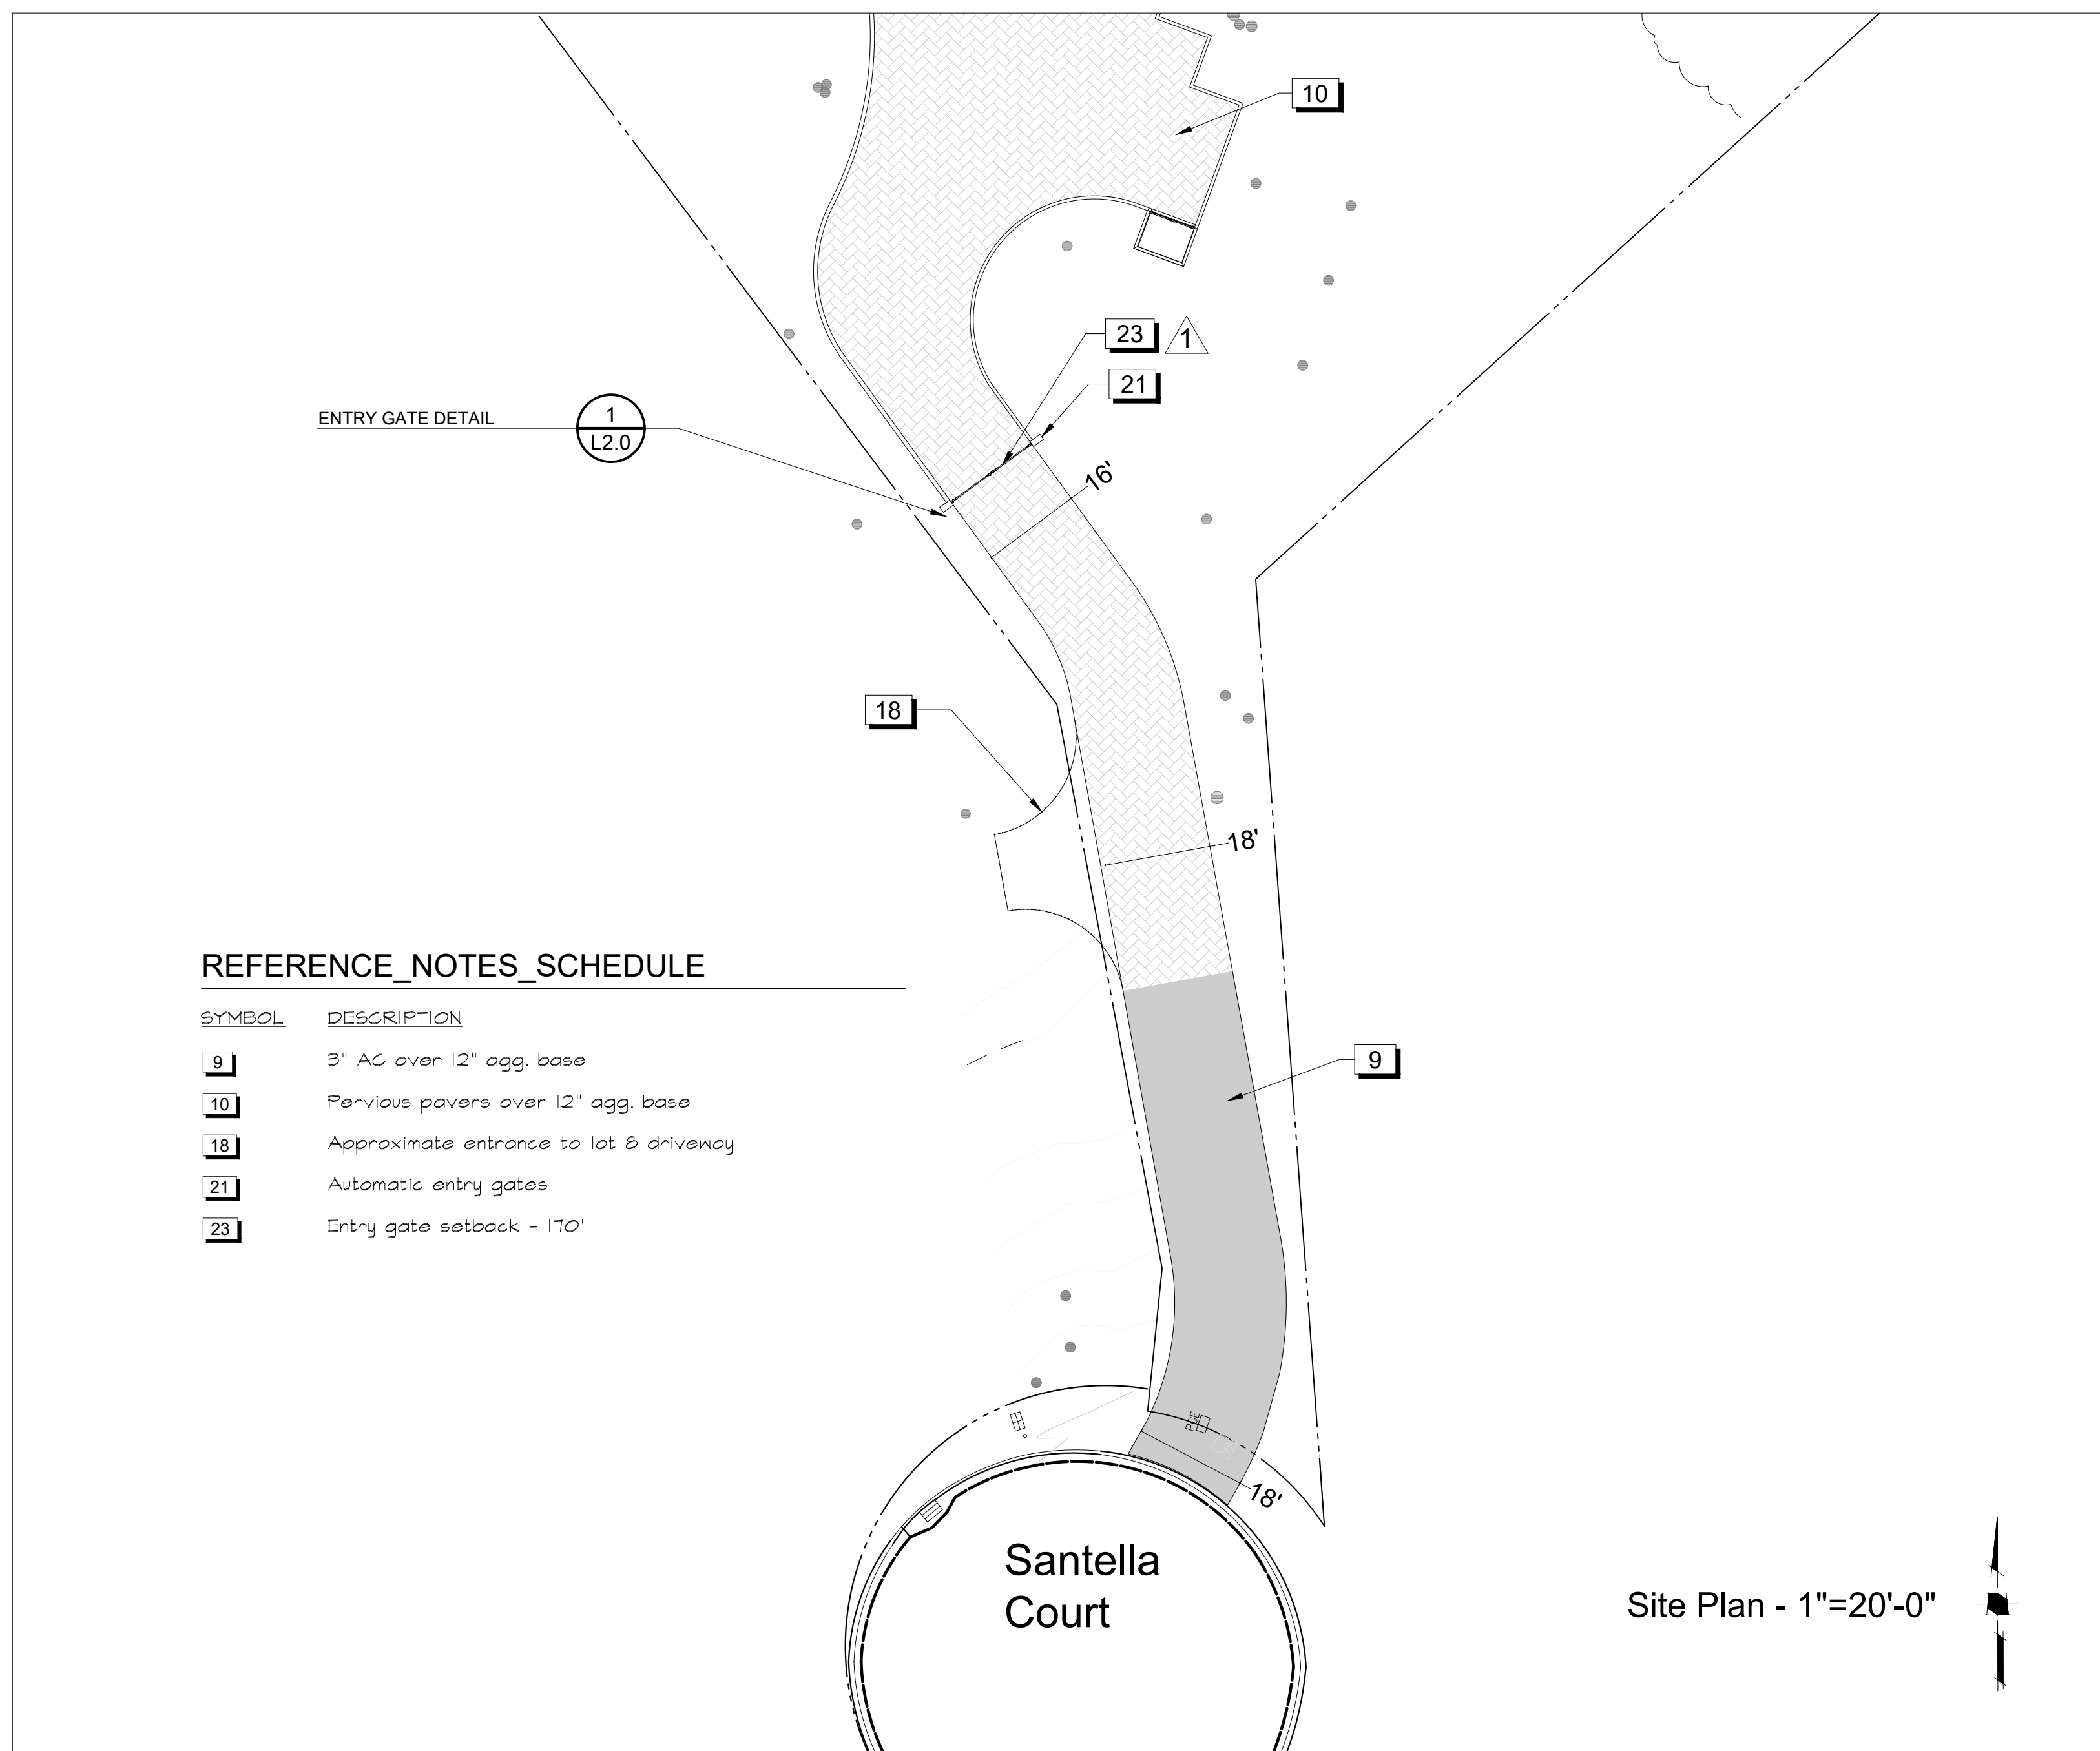 10
23
1
21
ENTRY GATE DETAIL
1
L2.0
16'
18
18'
REFERENCE_NOTES_SCHEDULE
SYMBOL DESCRIPTION
9 3" AC over 12" agg. base
10 Pervious pavers over 12" agg. base
18 Approximate entrance to lot 8 driveway
21 Automatic entry gates
23 Entry gate setback - 170'
9
18'
Santella
Court
Site Plan - 1"=20'-0"